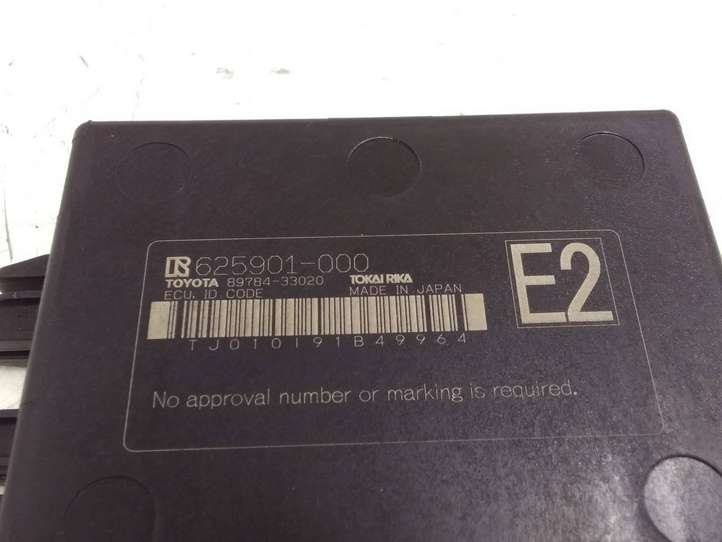 625901-000
TOYOTA 89784-33020 TOKAI RIKA
ECU, ID CODE MADE IN JAPAN
E2
TJ010I91B49964
No approval number or marking is required.